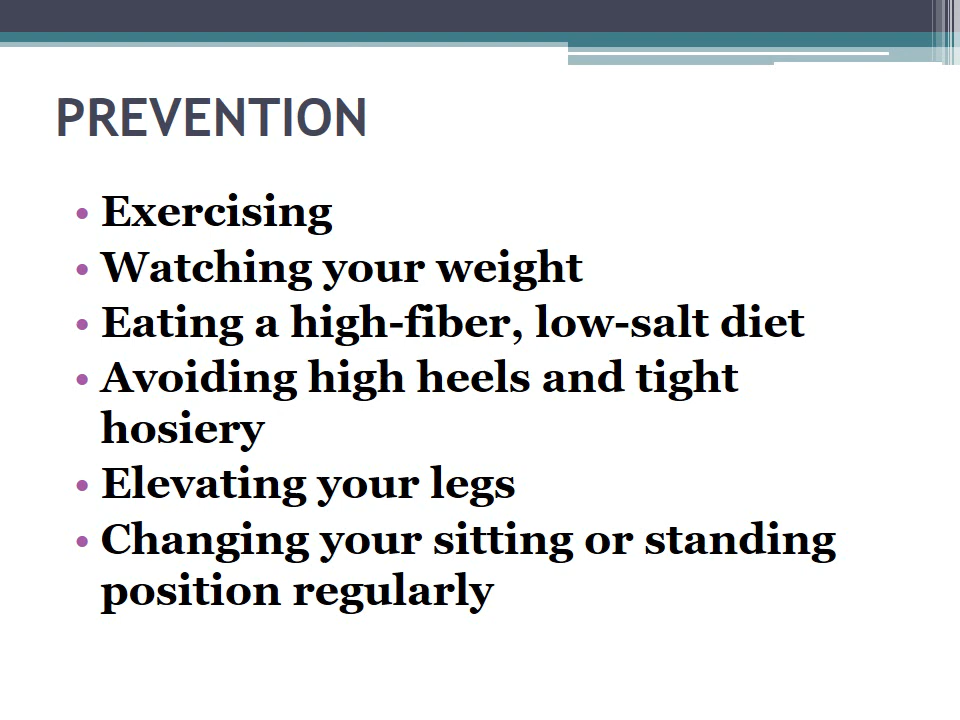 PREVENTION
• Exercising
• Watching your weight
• Eating a high-fiber, low-salt diet
• Avoiding high heels and tight
hosiery
• Elevating your legs
• Changing your sitting or standing
position regularly